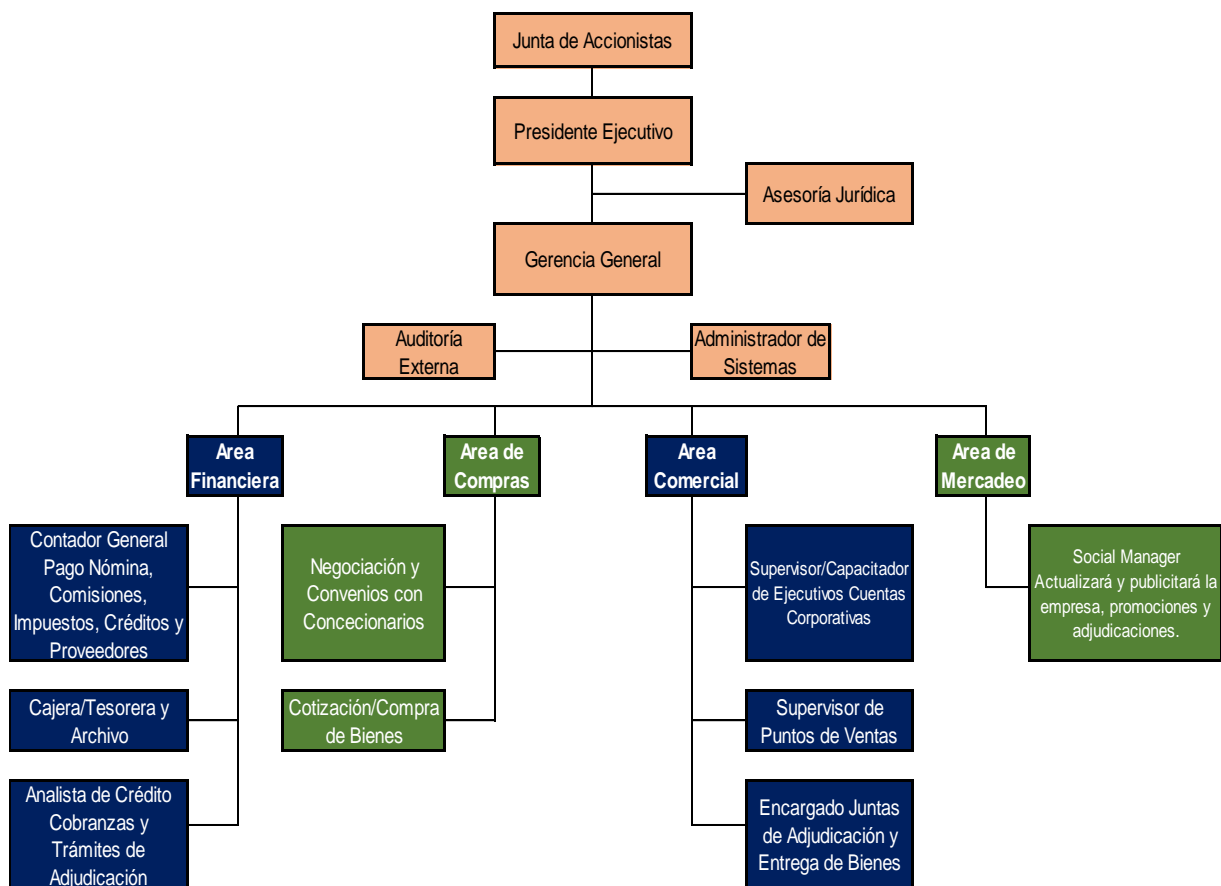 Junta de Accionistas
Presidente Ejecutivo
Asesoría Jurídica
Gerencia General
Auditoría
Externa
Administrador de
Sistemas
Area
Financiera
Area de
Compras
Area
Comercial
Area de
Mercadeo
Contador General
Pago Nómina,
Comisiones,
Impuestos, Créditos y
Proveedores
Negociación y
Convenios con
Concecionarios
Supervisor/Capacitador
de Ejecutivos Cuentas
Corporativas
Social Manager
Actualizará y publicitará la
empresa, promociones y
adjudicaciones.
Cajera/Tesorera y
Archivo
Cotización/Compra
de Bienes
Supervisor de
Puntos de Ventas
Analista de Crédito
Cobranzas y
Trámites de
Adjudicación
Encargado Juntas
de Adjudicación y
Entrega de Bienes